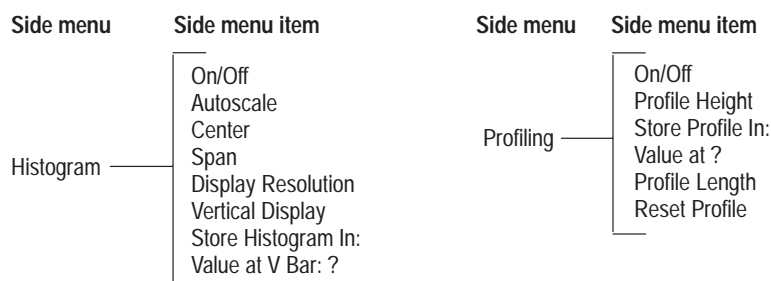 Side menu Side menu item
Histogram
On/Off
Autoscale
Center
Span
Display Resolution
Vertical Display
Store Histogram In:
Value at V Bar: ?
Side menu Side menu item
Profiling
On/Off
Profile Height
Store Profile In:
Value at ?
Profile Length
Reset Profile